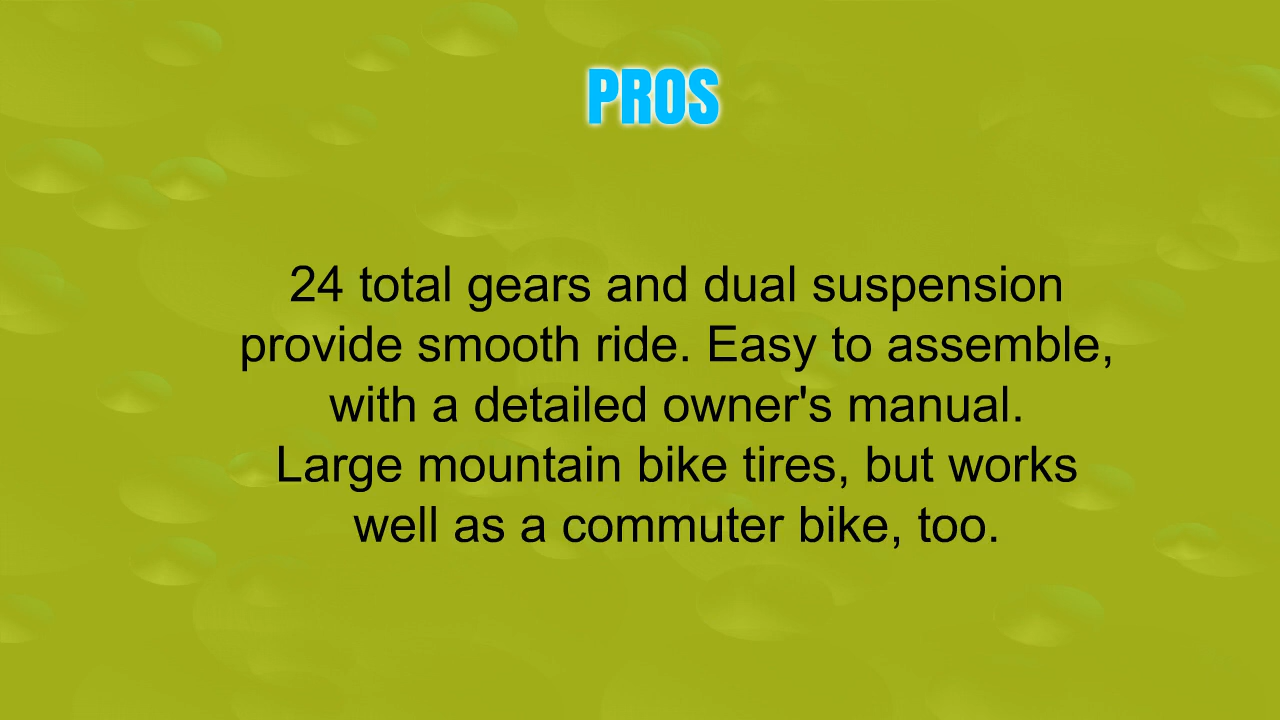 PROS
24 total gears and dual suspension
provide smooth ride. Easy to assemble,
with a detailed owner's manual.
Large mountain bike tires, but works
well as a commuter bike, too.